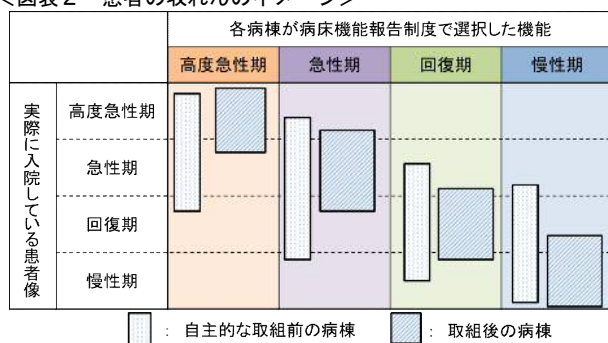 ＜図表２ 患者の収れんのイメージ＞
各病棟が病床機能報告制度で選択した機能
高度急性期 急性期 回復期 慢性期
実際に入院している患者像
高度急性期
急性期
回復期
慢性期
： 自主的な取組前の病棟 ： 取組後の病棟